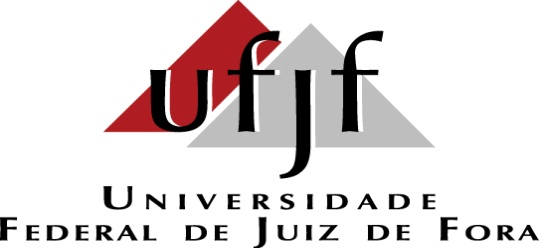 ufjf
UNIVERSIDADE
FEDERAL DE JUIZ DE FORA